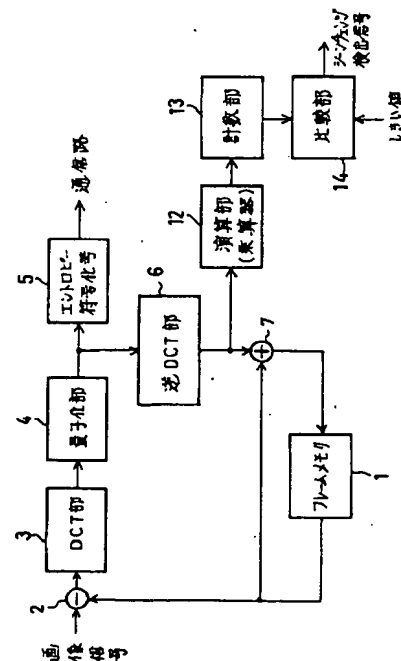 画像信号
2
3
DCT部
4
量子化部
5
エントロピー
符号化号
通信路
6
逆DCT部
7
フレームメモリ
1
12
演算部
(乗算器)
13
計数部
14
比較部
シーンチェンジ
検出信号
しきい値